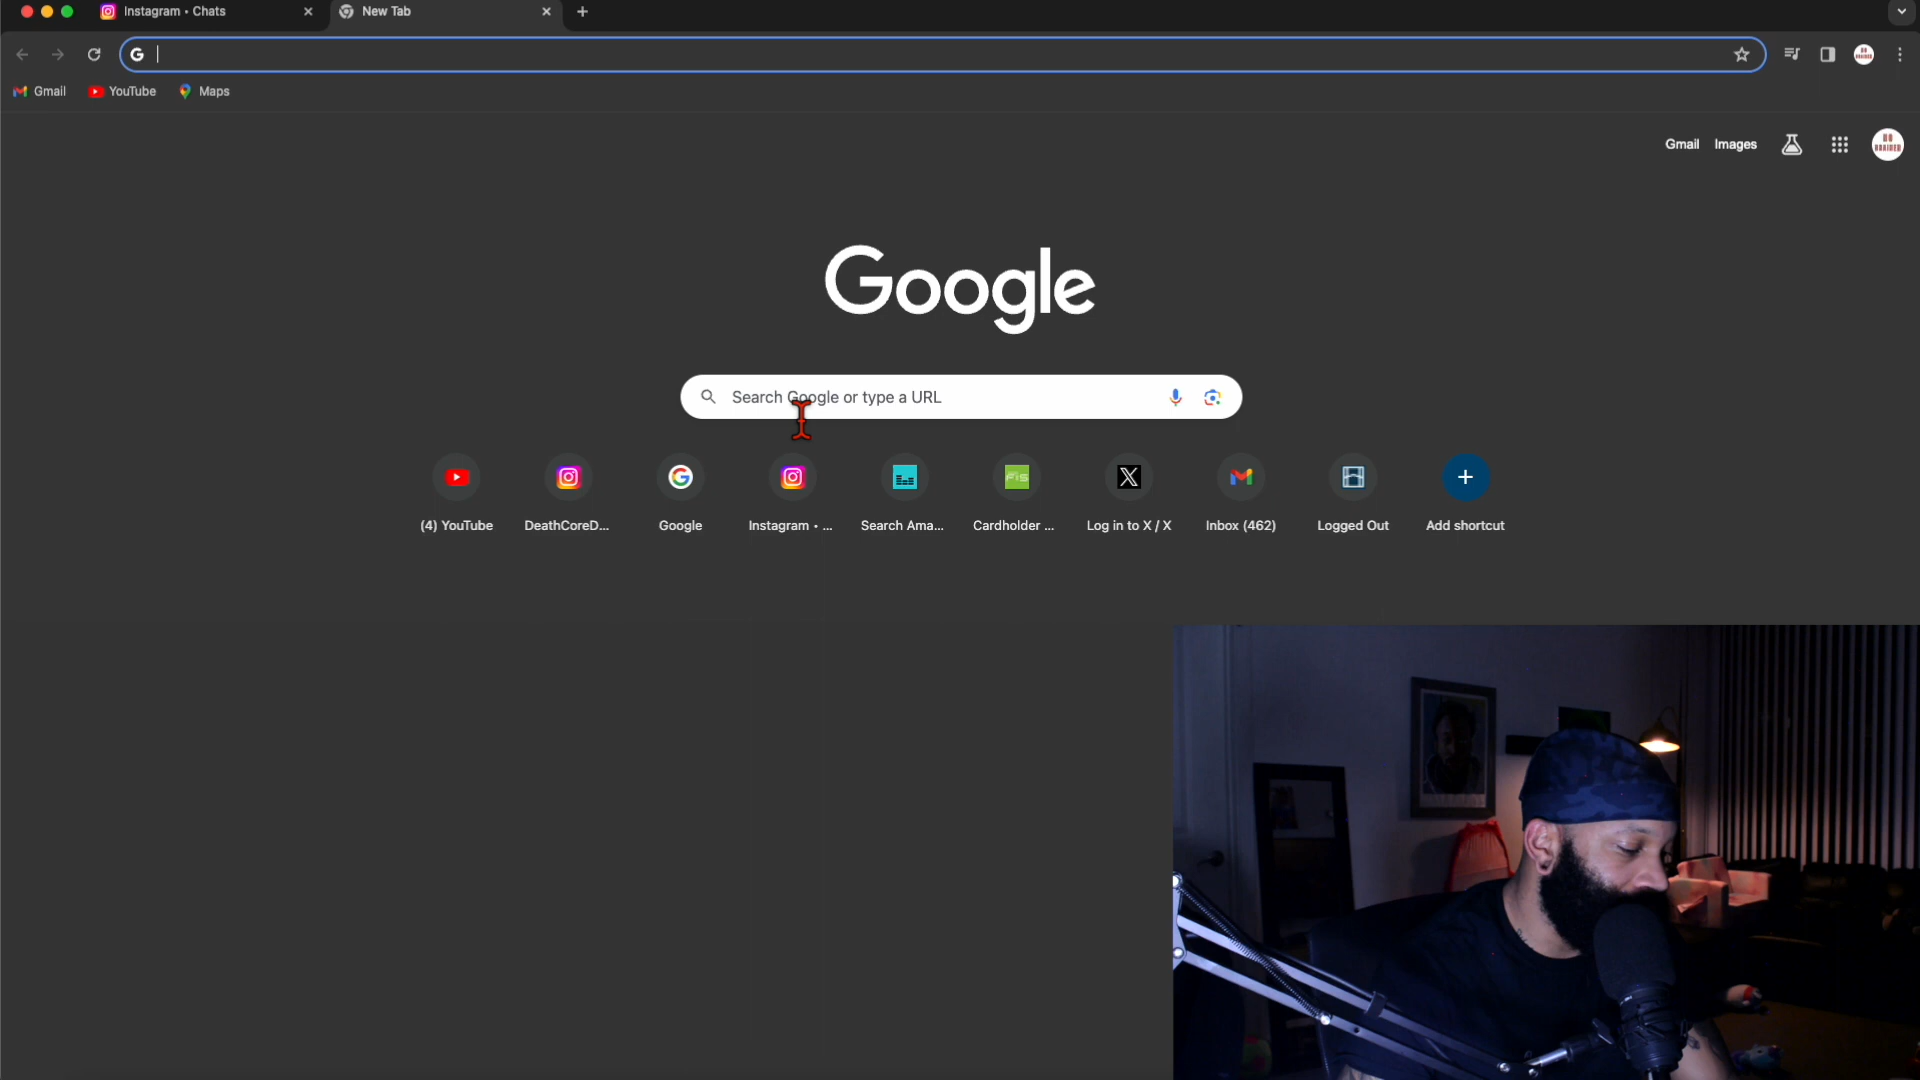 Instagram • Chats
New Tab
Gmail YouTube Maps
Gmail Images
Google
Search Google or type a URL
(4) YouTube DeathCoreD... Google Instagram • ... Search Ama... Cardholder ... Log in to X / X Inbox (462) Logged Out Add shortcut